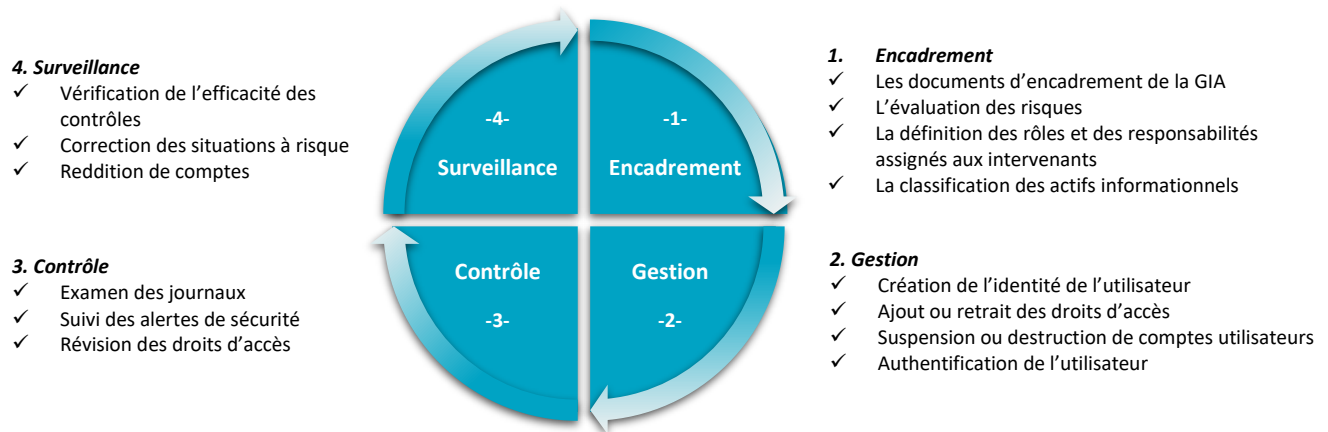 4. Surveillance
✓ Vérification de l'efficacité des
contrôles
✓ Correction des situations à risque
✓ Reddition de comptes
-4-
Surveillance
-1-
Encadrement
1. Encadrement
✓ Les documents d'encadrement de la GIA
✓ L'évaluation des risques
✓ La définition des rôles et des responsabilités
assignés aux intervenants
✓ La classification des actifs informationnels
3. Contrôle
✓ Examen des journaux
✓ Suivi des alertes de sécurité
✓ Révision des droits d'accès
Contrôle
-3-
Gestion
-2-
2. Gestion
✓ Création de l'identité de l'utilisateur
✓ Ajout ou retrait des droits d'accès
✓ Suspension ou destruction de comptes utilisateurs
✓ Authentification de l'utilisateur